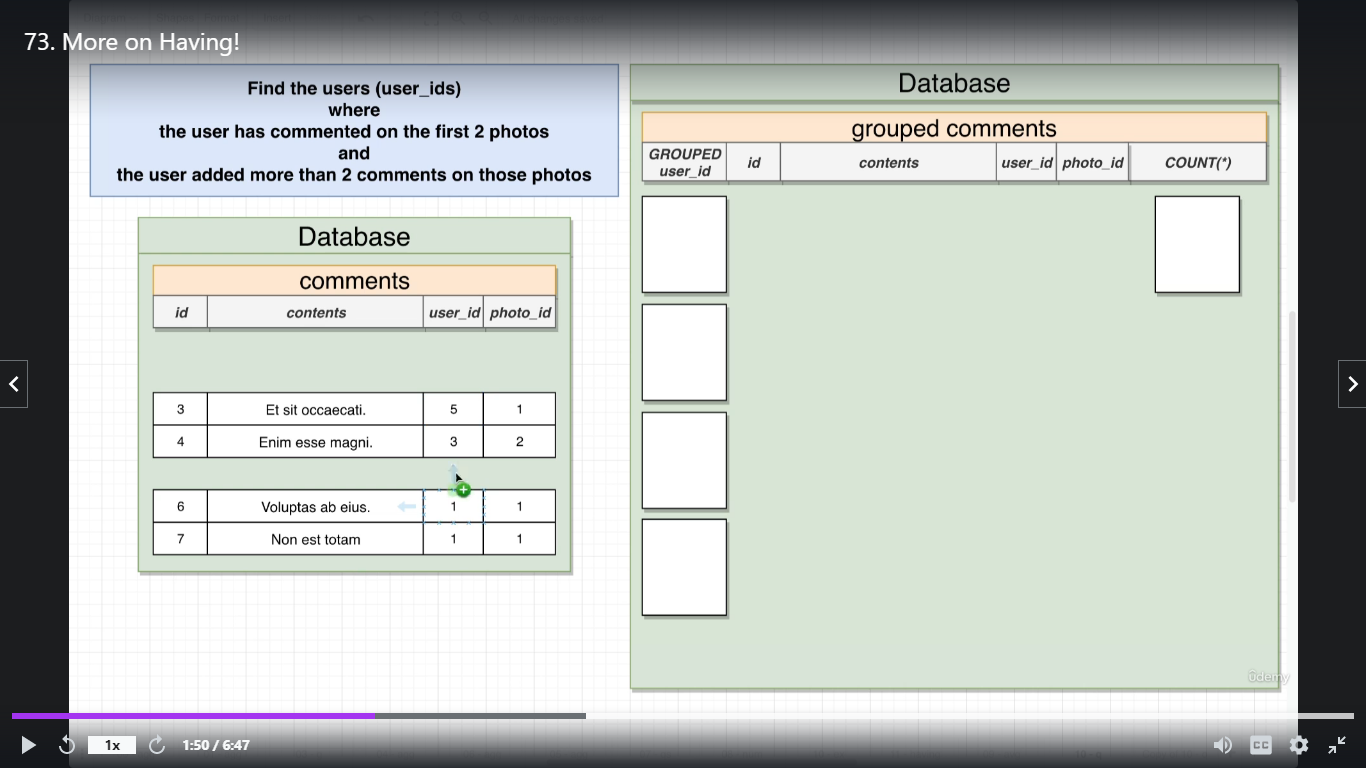 73. More on Having!
Find the users (user_ids)
where
the user has commented on the first 2 photos
and
the user added more than 2 comments on those photos
Database
comments
id contents user_id photo_id
3 Et sit occaecati. 5 1
4 Enim esse magni. 3 2
6 Voluptas ab eius. 1 1
7 Non est totam 1 1
Database
grouped comments
GROUPED
user_id
id contents user_id photo_id COUNT(*)
ûdemy
1x 1:50 / 6:47 CC